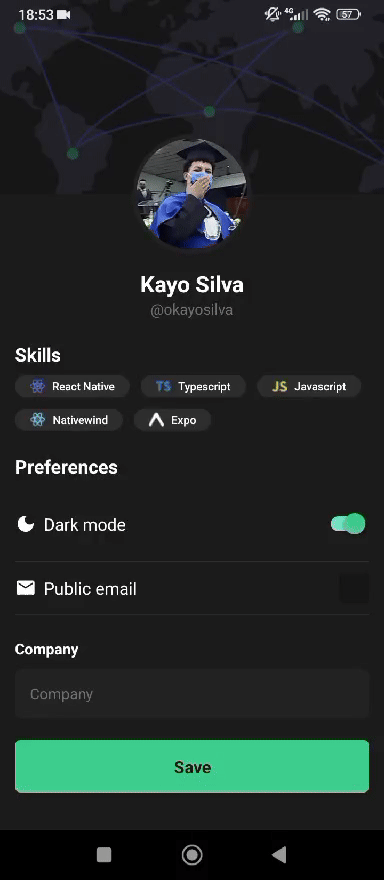 18:53 4G 57
Kayo Silva
@okayosilva
Skills
React Native TS Typescript JS Javascript
Nativewind Expo
Preferences
Dark mode
Public email
Company
Company
Save